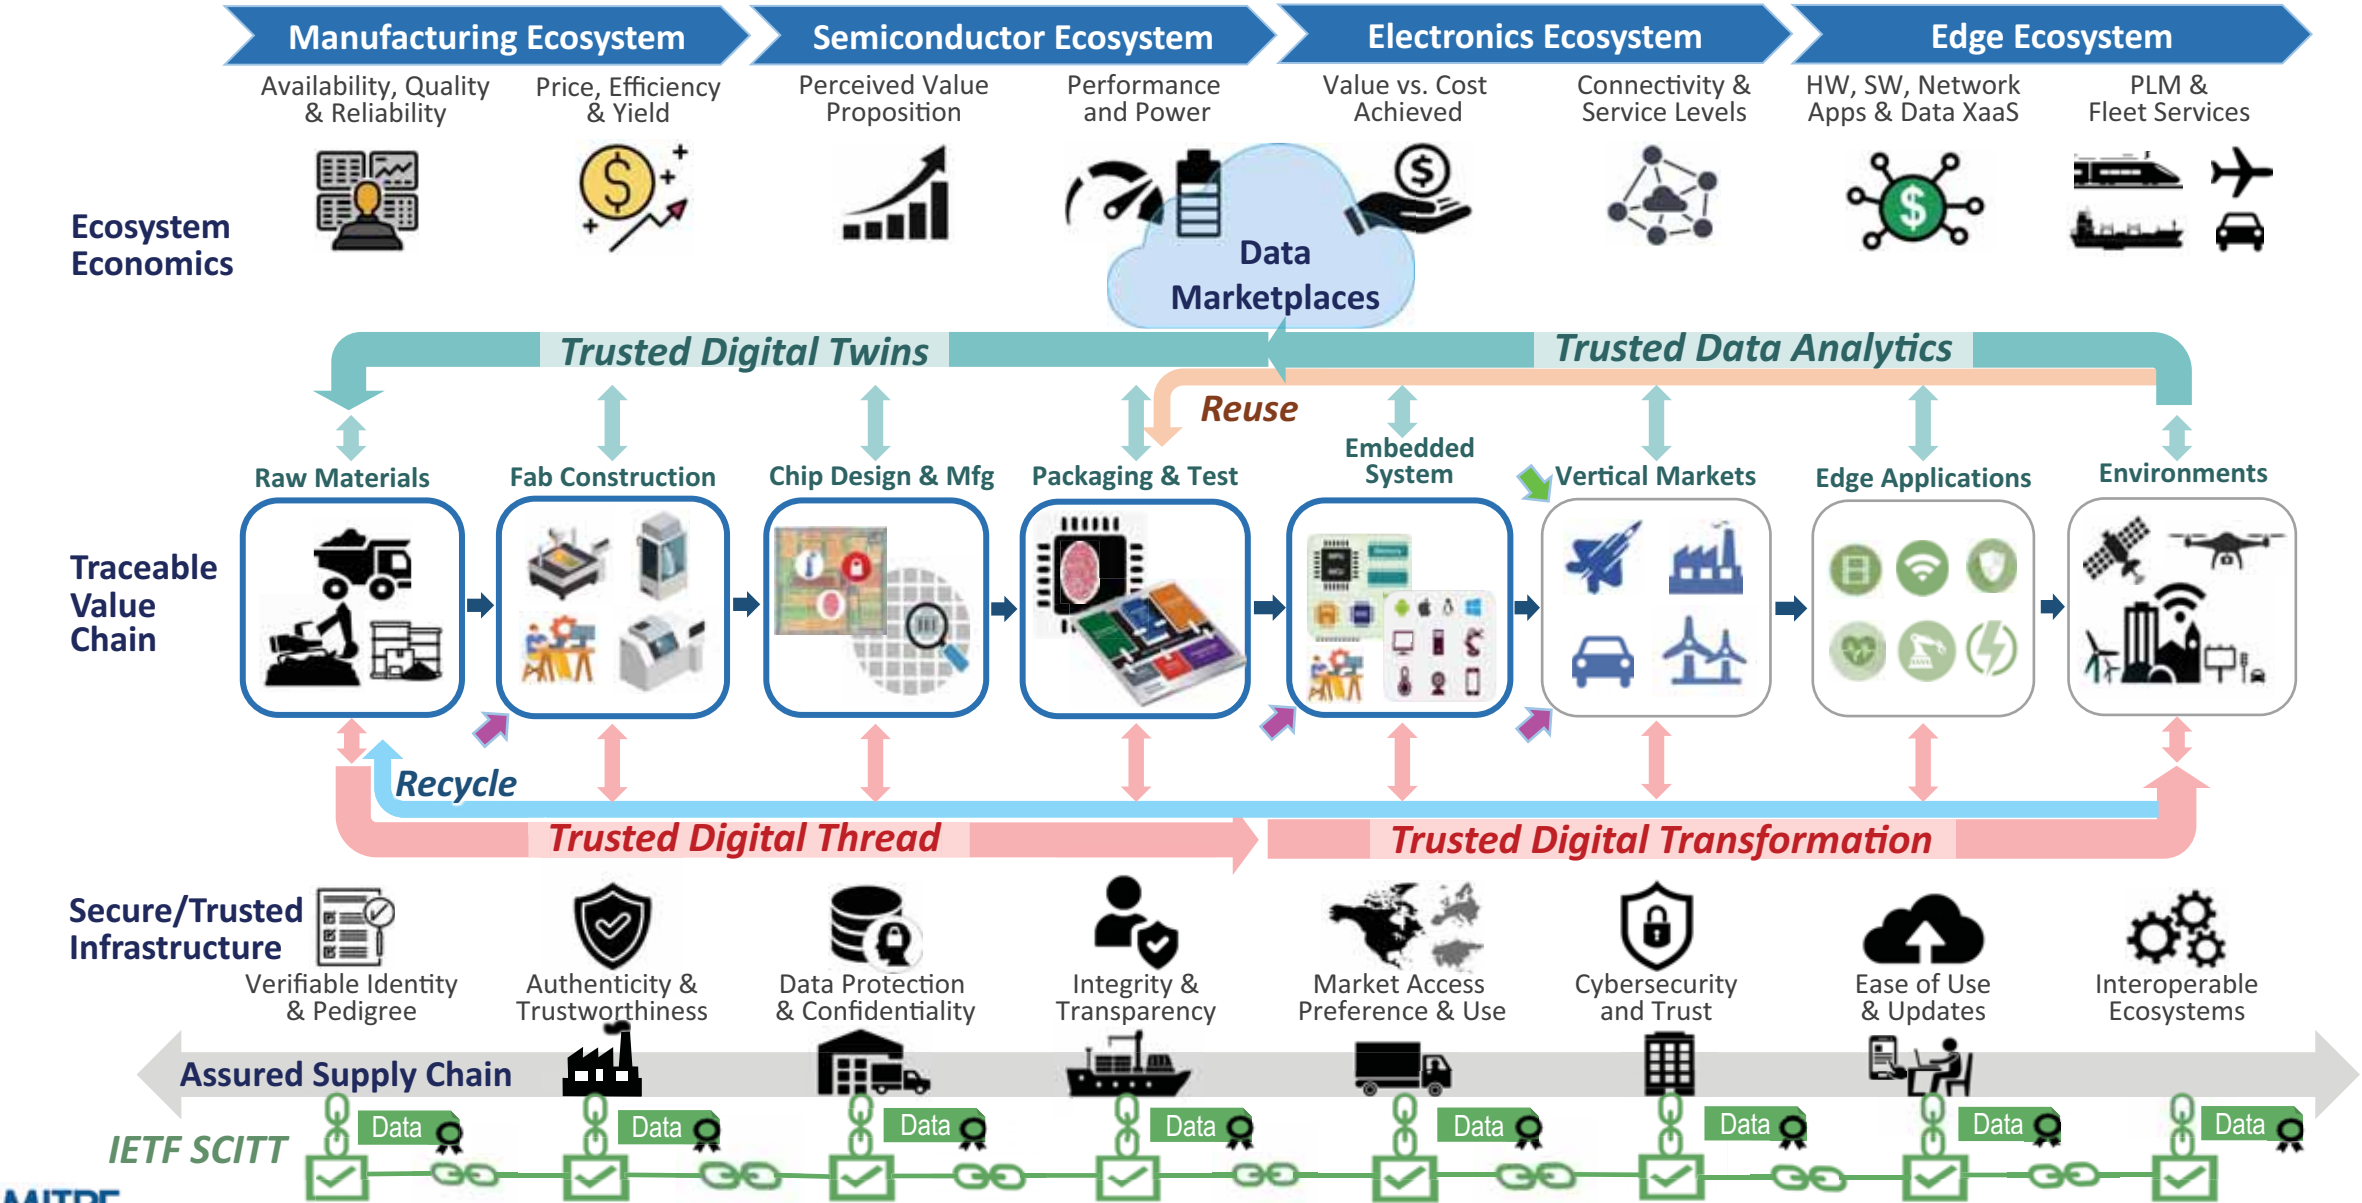 Manufacturing Ecosystem
Semiconductor Ecosystem
Electronics Ecosystem
Edge Ecosystem
Availability, Quality
& Reliability
Price, Efficiency
& Yield
Perceived Value
Proposition
Performance
and Power
Value vs. Cost
Achieved
Connectivity &
Service Levels
HW, SW, Network
Apps & Data XaaS
PLM &
Fleet Services
Ecosystem
Economics
Data
Marketplaces
Trusted Digital Twins
Trusted Data Analytics
Reuse
Raw Materials
Fab Construction
Chip Design & Mfg
Packaging & Test
Embedded
System
Vertical Markets
Edge Applications
Environments
Traceable
Value
Chain
Recycle
Trusted Digital Thread
Trusted Digital Transformation
Secure/Trusted
Infrastructure
Verifiable Identity
& Pedigree
Authenticity &
Trustworthiness
Data Protection
& Confidentiality
Integrity &
Transparency
Market Access
Preference & Use
Cybersecurity
and Trust
Ease of Use
& Updates
Interoperable
Ecosystems
Assured Supply Chain
IETF SCITT
Data
Data
Data
Data
Data
Data
Data
Data
MITRE